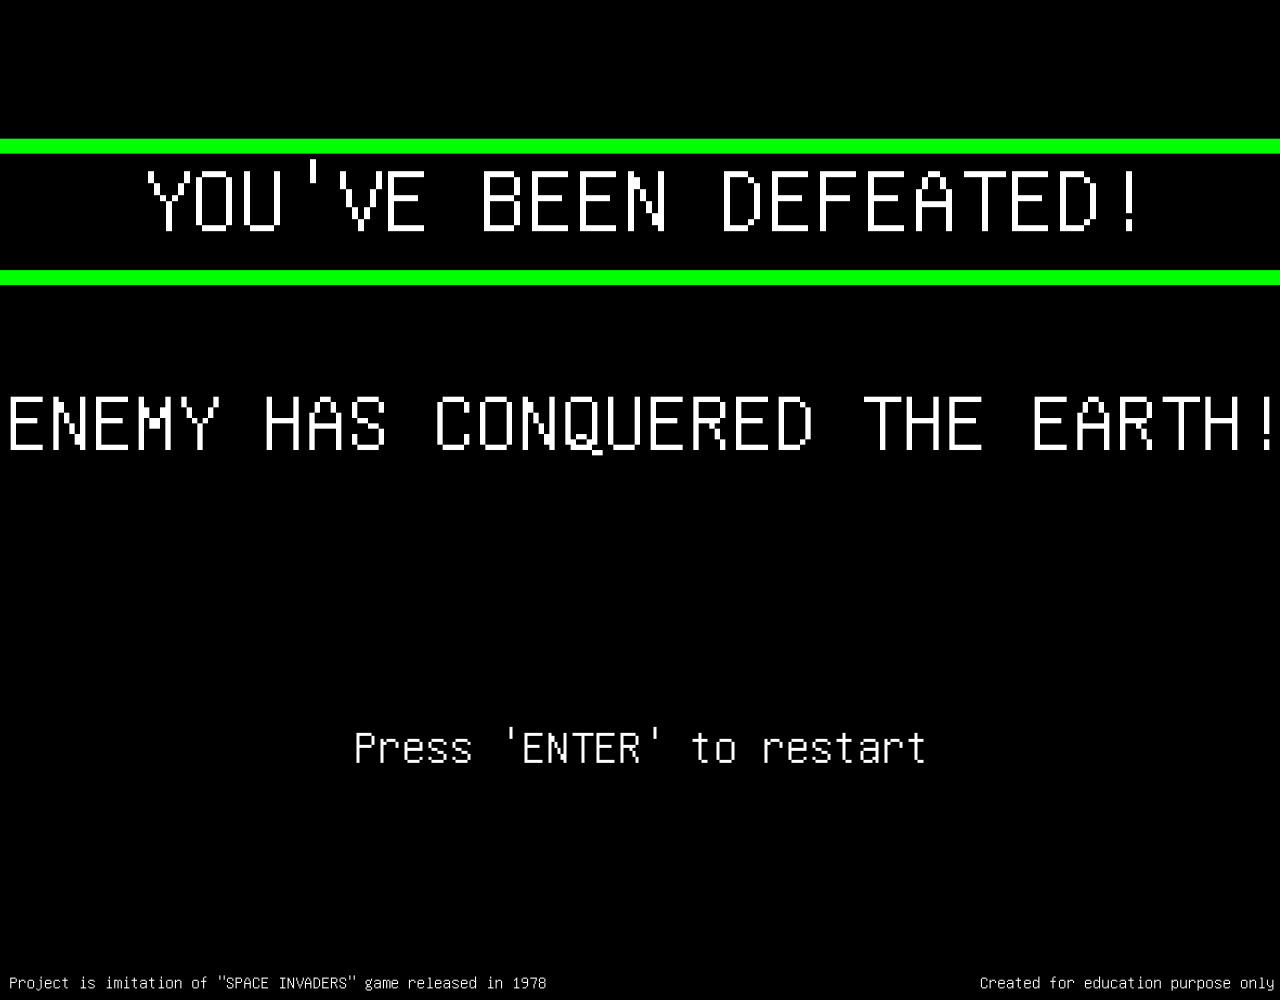 YOU'VE BEEN DEFEATED!
ENEMY HAS CONQUERED THE EARTH!
Press 'ENTER' to restart
Project is imitation of "SPACE INVADERS" game released in 1978
Created for education purpose only